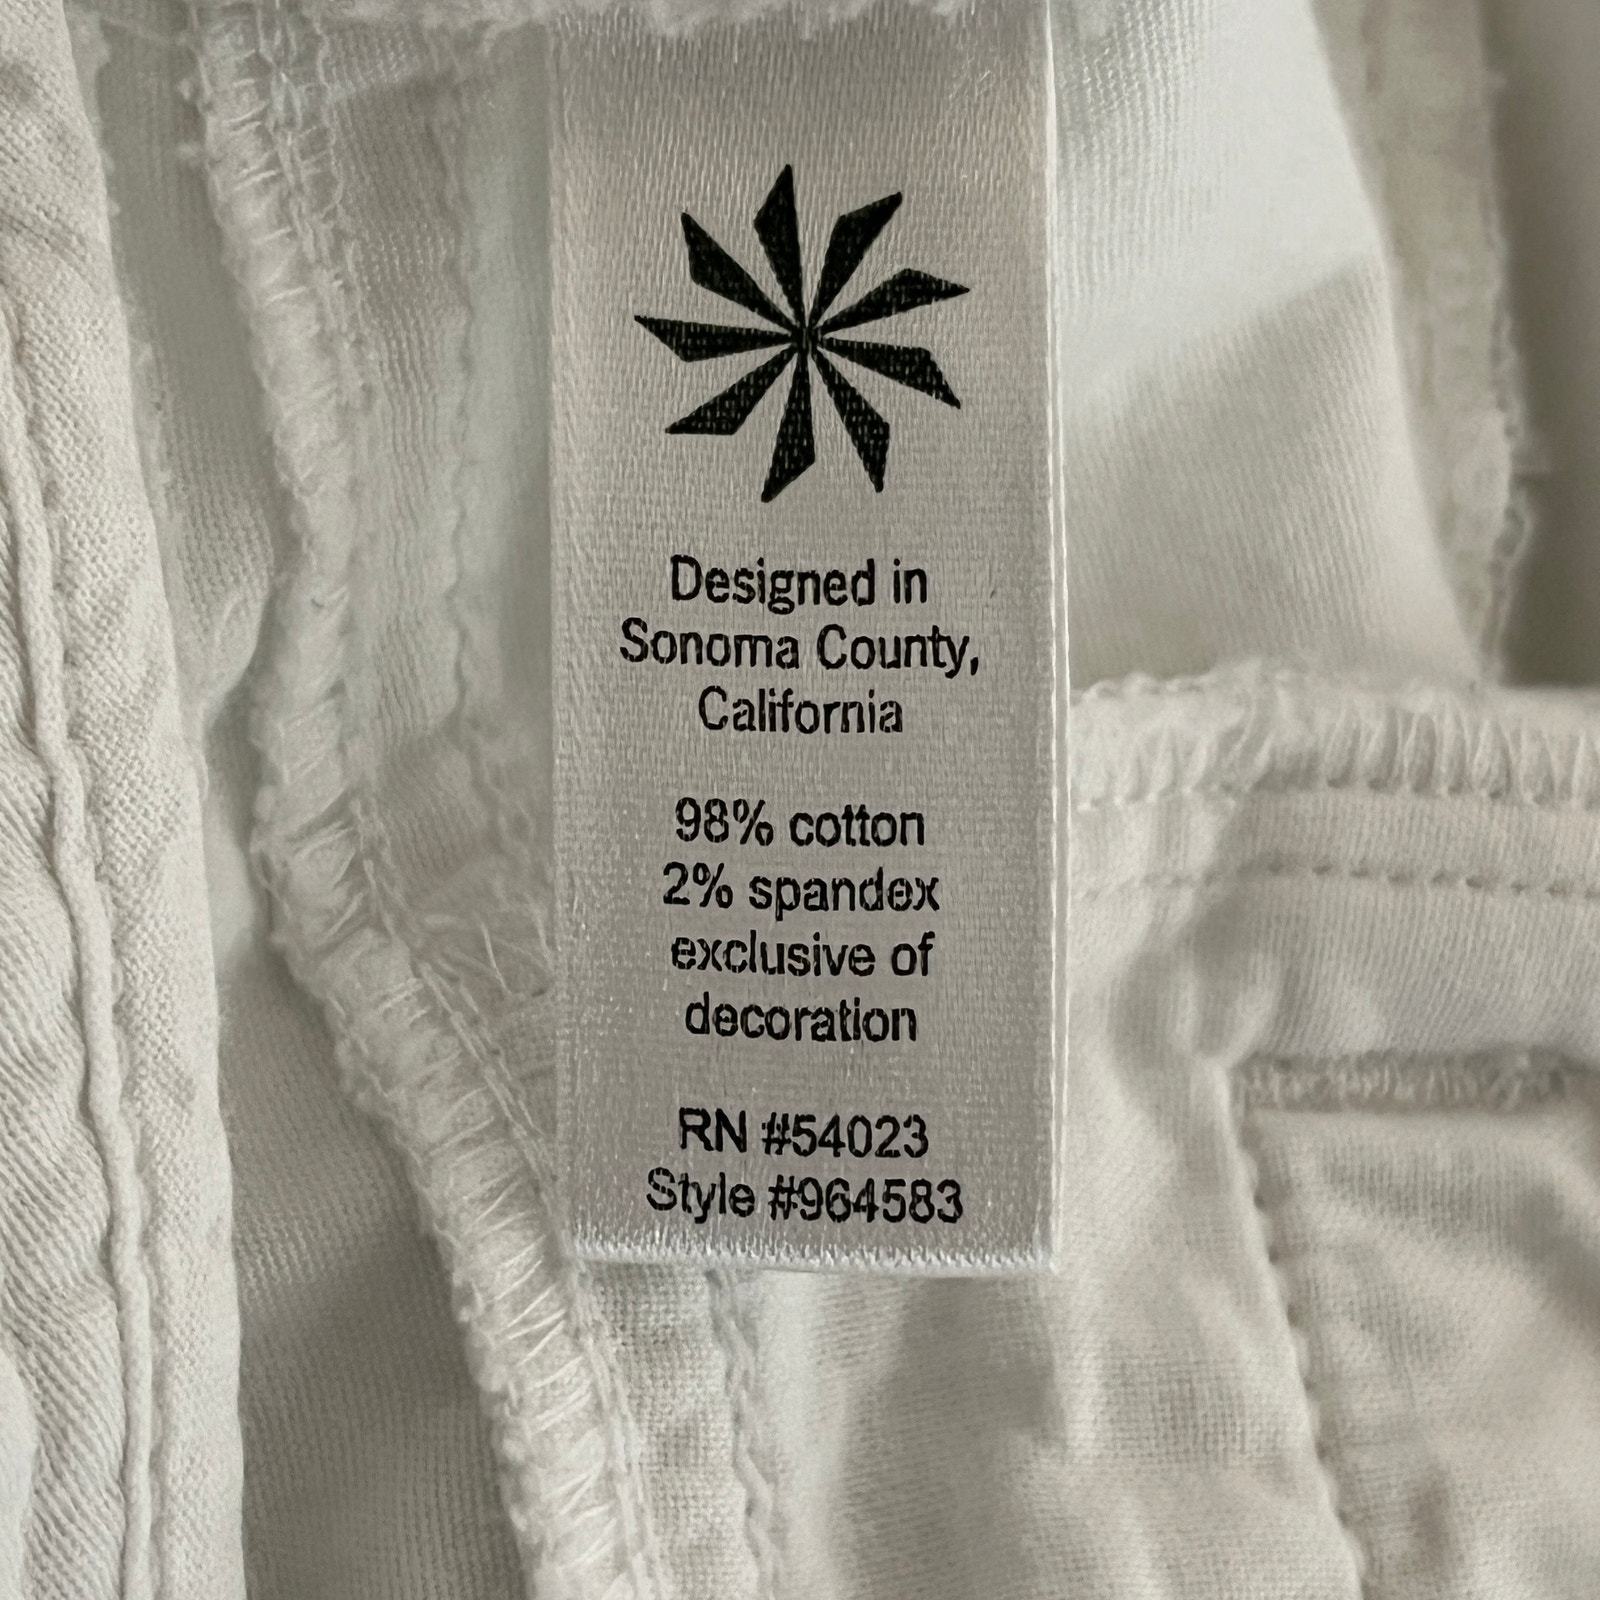 Designed in
Sonoma County,
California
98% cotton
2% spandex
exclusive of
decoration
RN #54023
Style #964583